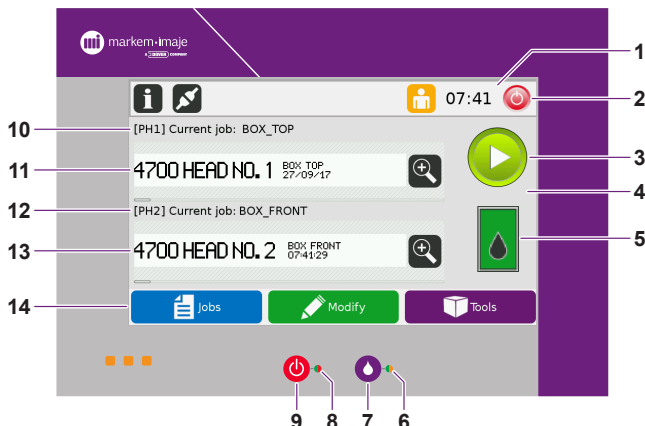 markem·imaje
A DOVER COMPANY
1
07:41
2
10
[PH1] Current job: BOX_TOP
3
11
4700 HEAD NO. 1
BOX TOP
27/09/17
4
12
[PH2] Current job: BOX_FRONT
5
13
4700 HEAD NO. 2
BOX FRONT
07:41:29
14
Jobs
Modify
Tools
9
8
7
6